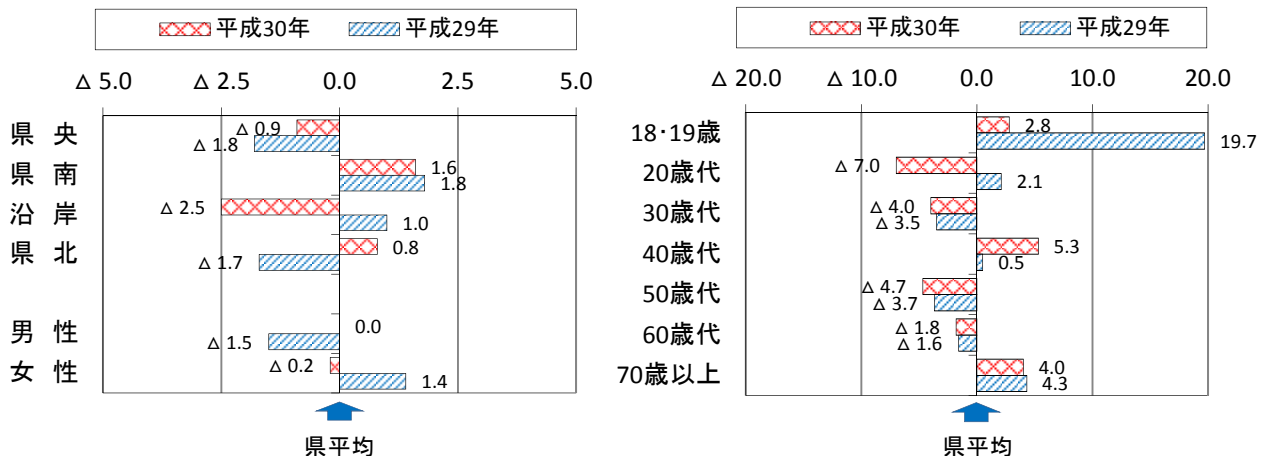 平成30年 平成29年
△ 5.0 △ 2.5 0.0 2.5 5.0
県 央 △ 0.9
△ 1.8
県 南 1.6
1.8
沿 岸 △ 2.5
1.0
県 北 0.8
△ 1.7
男 性 0.0
△ 1.5
女 性 △ 0.2
1.4
県平均
平成30年 平成29年
△ 20.0 △ 10.0 0.0 10.0 20.0
18･19歳 2.8
19.7
20歳代 △ 7.0
2.1
30歳代 △ 4.0
△ 3.5
40歳代 5.3
0.5
50歳代 △ 4.7
△ 3.7
60歳代 △ 1.8
△ 1.6
70歳以上 4.0
4.3
県平均